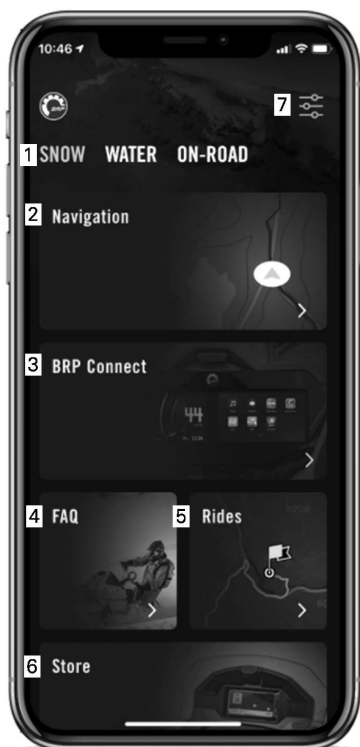 10:46
7
1 SNOW WATER ON-ROAD
2 Navigation
3 BRP Connect
44
4 FAQ
5 Rides
6 Store